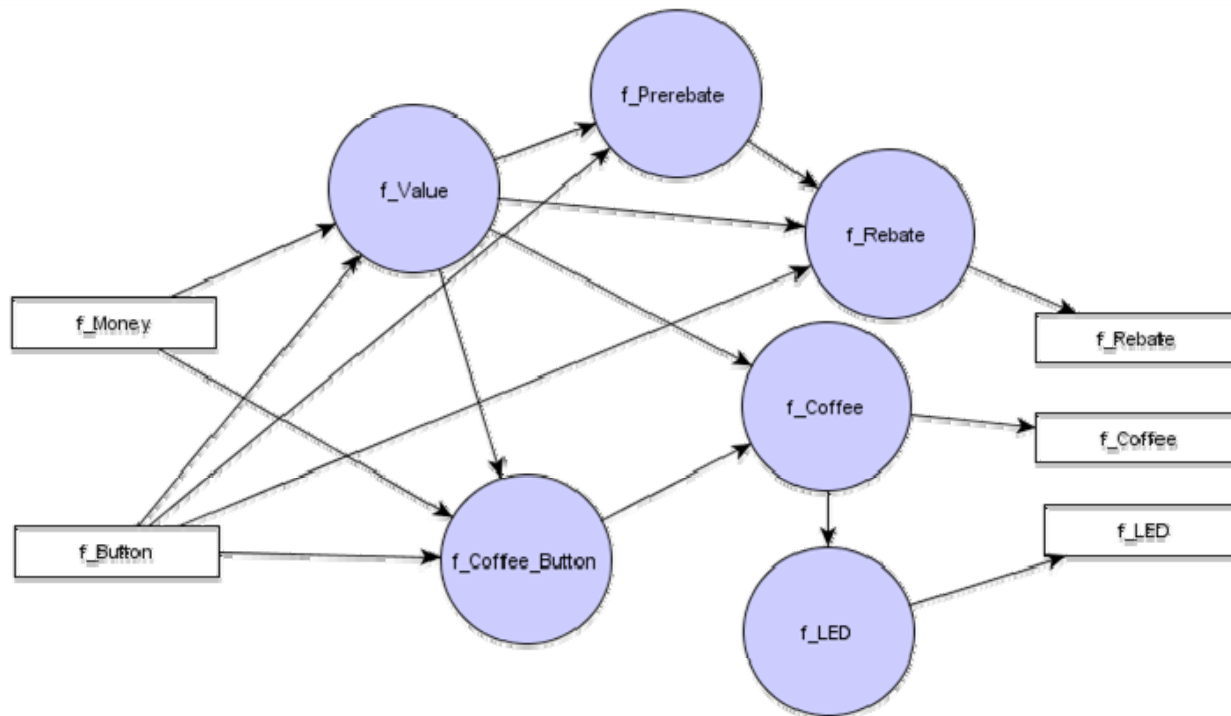 f_Prerebate
f_Value
f_Rebate
f_Money
f_Rebate
f_Coffee
f_Coffee
f_LED
f_Button
f_Coffee_Button
f_LED